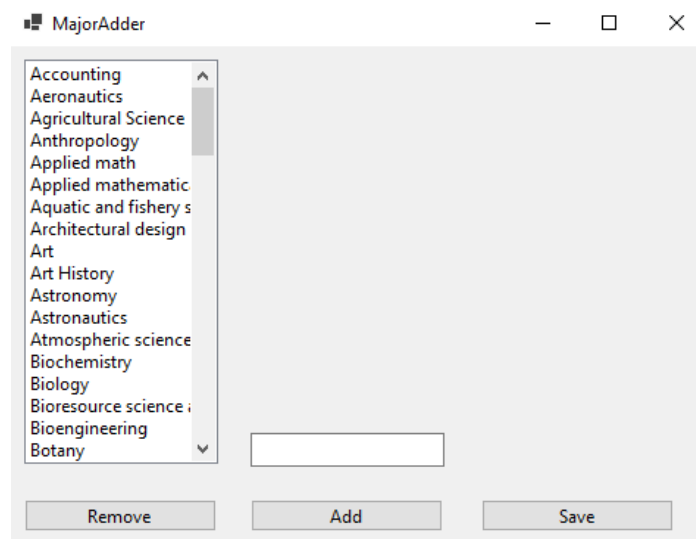 MajorAdder
Accounting
Aeronautics
Agricultural Science
Anthropology
Applied math
Applied mathematic
Aquatic and fishery s
Architectural design
Art
Art History
Astronomy
Astronautics
Atmospheric science
Biochemistry
Biology
Bioresource science
Bioengineering
Botany
Remove
Add
Save